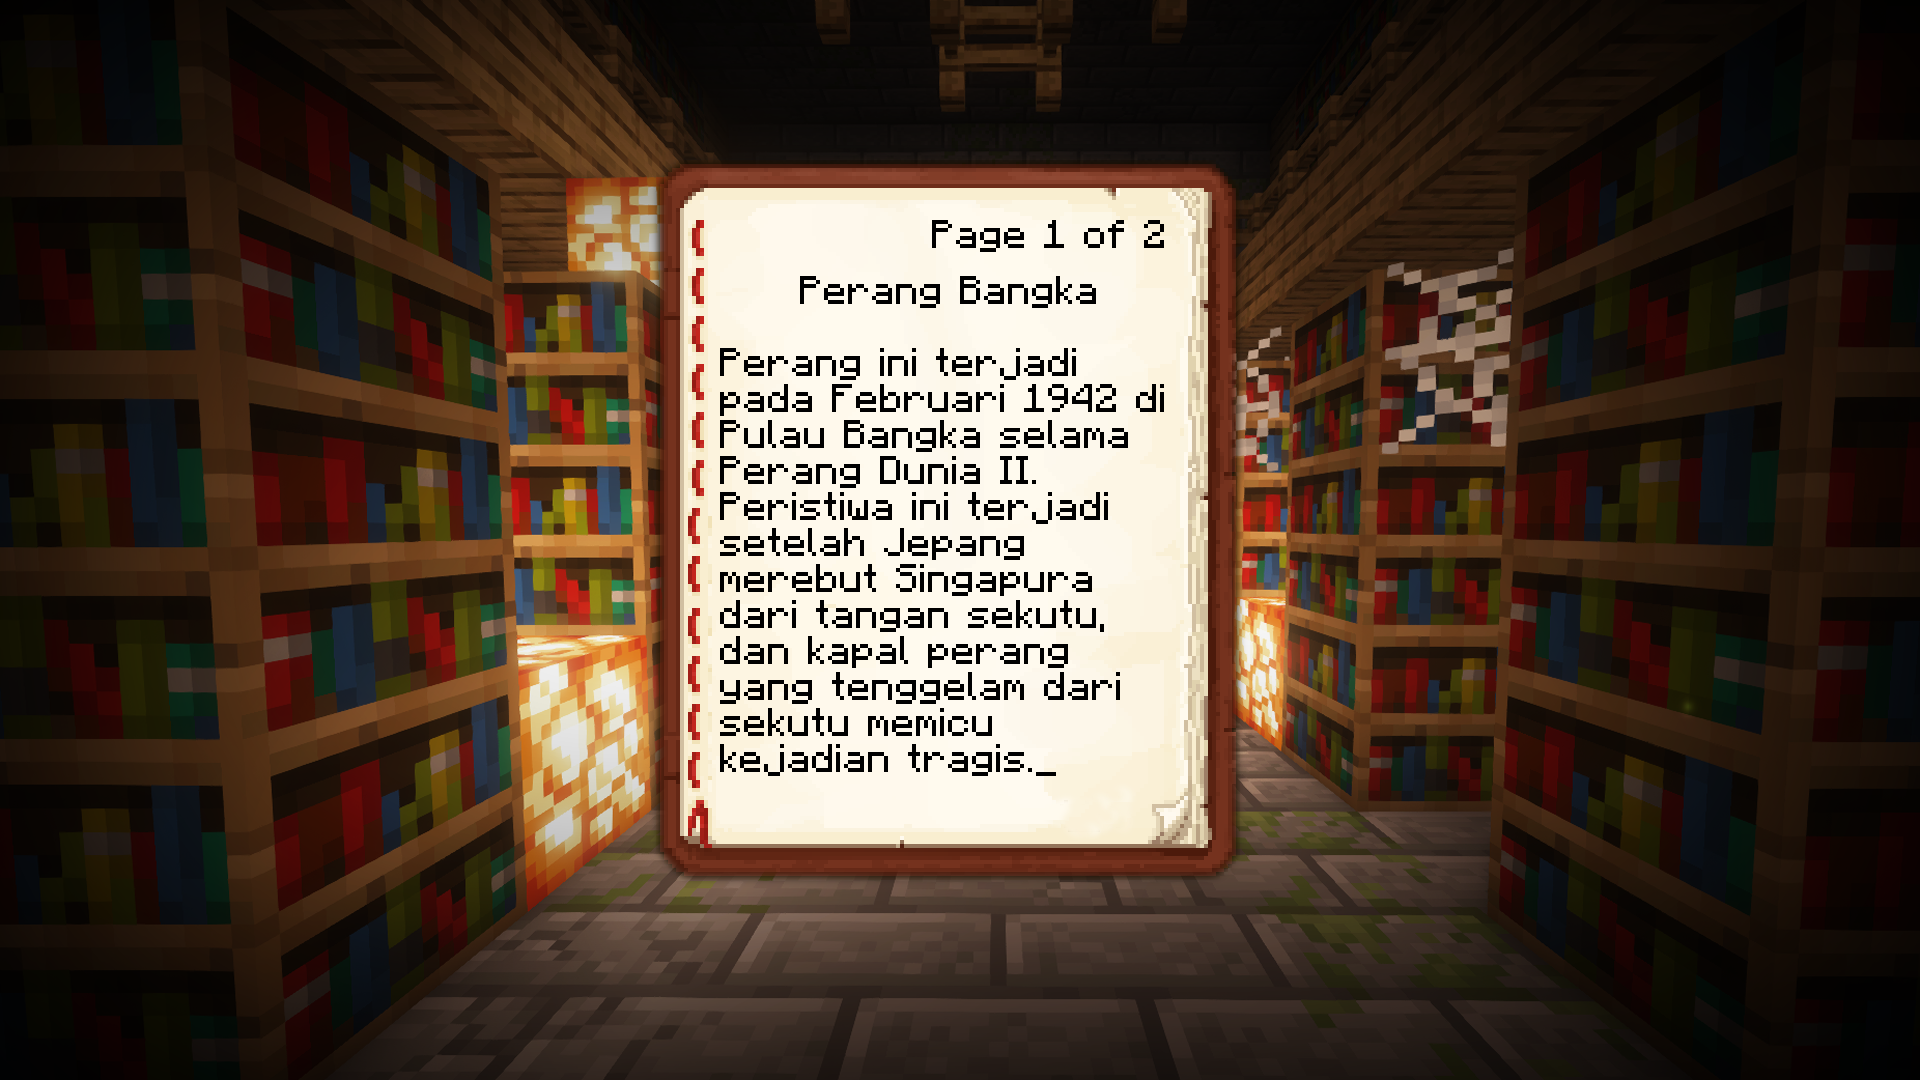 Page 1 of 2
Perang Bangka
Perang ini terjadi
pada Februari 1942 di
Pulau Bangka selama
Perang Dunia II.
Peristiwa ini terjadi
setelah Jepang
merebut Singapura
dari tangan sekutu,
dan kapal perang
yang tenggelam dari
sekutu memicu
kejadian tragis._